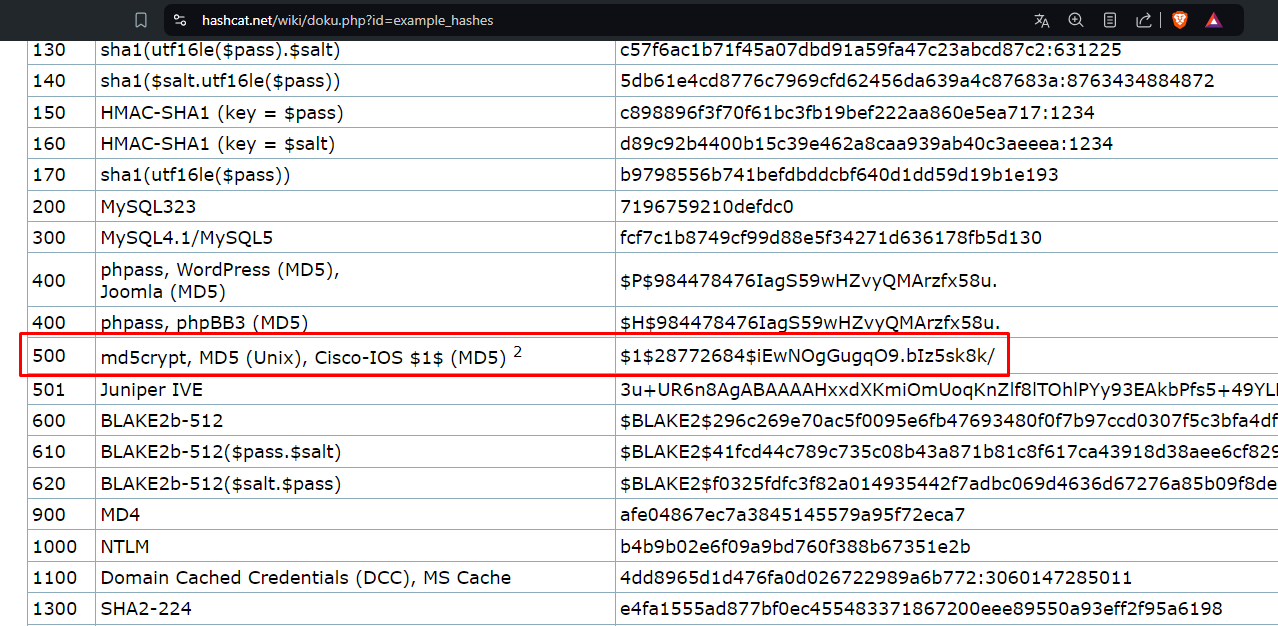 hashcat.net/wiki/doku.php?id=example_hashes
130 sha1(utf16le($pass).$salt) c57f6ac1b71f45a07dbd91a59fa47c23abcd87c2:631225
140 sha1($salt.utf16le($pass)) 5db61e4cd8776c7969cfd62456da639a4c87683a:8763434884872
150 HMAC-SHA1 (key = $pass) c898896f3f70f61bc3fb19bef222aa860e5ea717:1234
160 HMAC-SHA1 (key = $salt) d89c92b4400b15c39e462a8caa939ab40c3aeeea:1234
170 sha1(utf16le($pass)) b9798556b741befdbddcbf640d1dd59d19b1e193
200 MySQL323 7196759210defdc0
300 MySQL4.1/MySQL5 fcf7c1b8749cf99d88e5f34271d636178fb5d130
400 phpass, WordPress (MD5),
Joomla (MD5) $P$984478476IagS59wHZvyQMArzfx58u.
400 phpass, phpBB3 (MD5) $H$984478476IagS59wHZvyQMArzfx58u.
500 md5crypt, MD5 (Unix), Cisco-IOS $1$ (MD5) 2 $1$28772684$iEwNOgGugqO9.bIz5sk8k/
501 Juniper IVE 3u+UR6n8AgABAAAAHxxdXKmiOmUoqKnZlf8lTOhlPYy93EAkbPfs5+49YL
600 BLAKE2b-512 $BLAKE2$296c269e70ac5f0095e6fb47693480f0f7b97ccd0307f5c3bfa4df
610 BLAKE2b-512($pass.$salt) $BLAKE2$41fcd44c789c735c08b43a871b81c8f617ca43918d38aee6cf829
620 BLAKE2b-512($salt.$pass) $BLAKE2$f0325fdfc3f82a014935442f7adbc069d4636d67276a85b09f8de
900 MD4 afe04867ec7a3845145579a95f72eca7
1000 NTLM b4b9b02e6f09a9bd760f388b67351e2b
1100 Domain Cached Credentials (DCC), MS Cache 4dd8965d1d476fa0d026722989a6b772:3060147285011
1300 SHA2-224 e4fa1555ad877bf0ec455483371867200eee89550a93eff2f95a6198